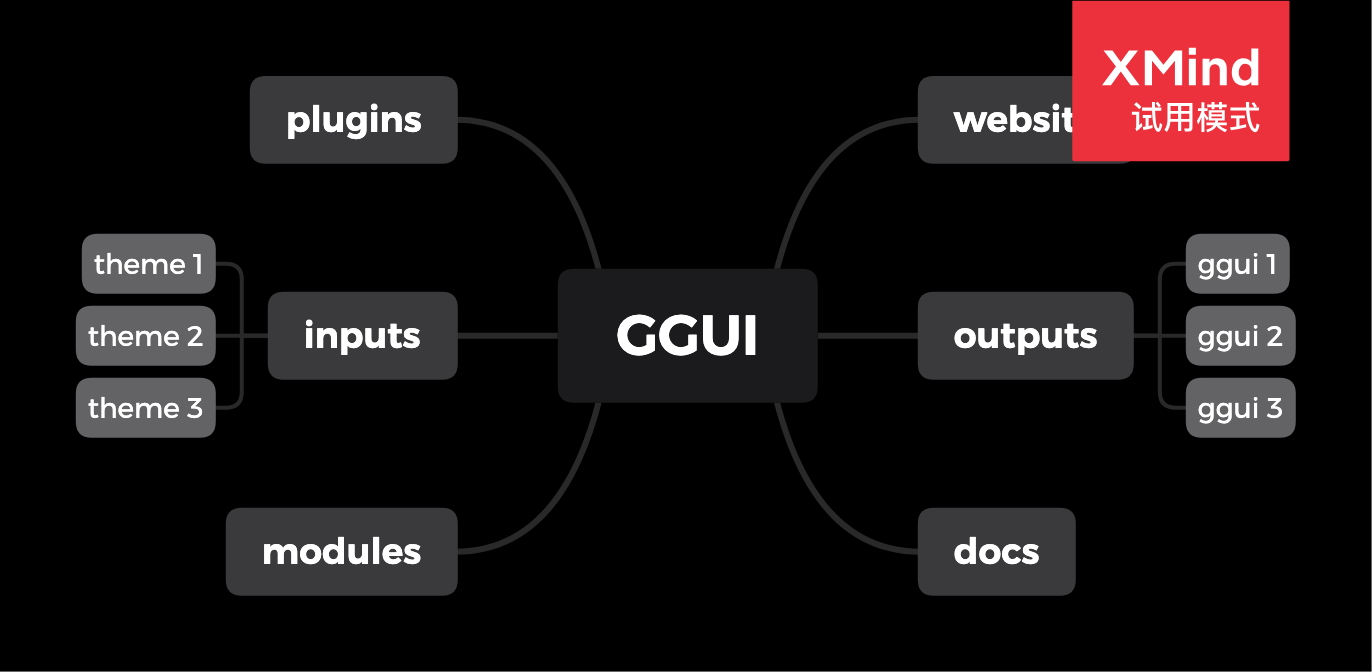 XMind
试用模式
plugins
websit
theme 1
theme 2
theme 3
inputs
GGUI
outputs
ggui 1
ggui 2
ggui 3
modules
docs